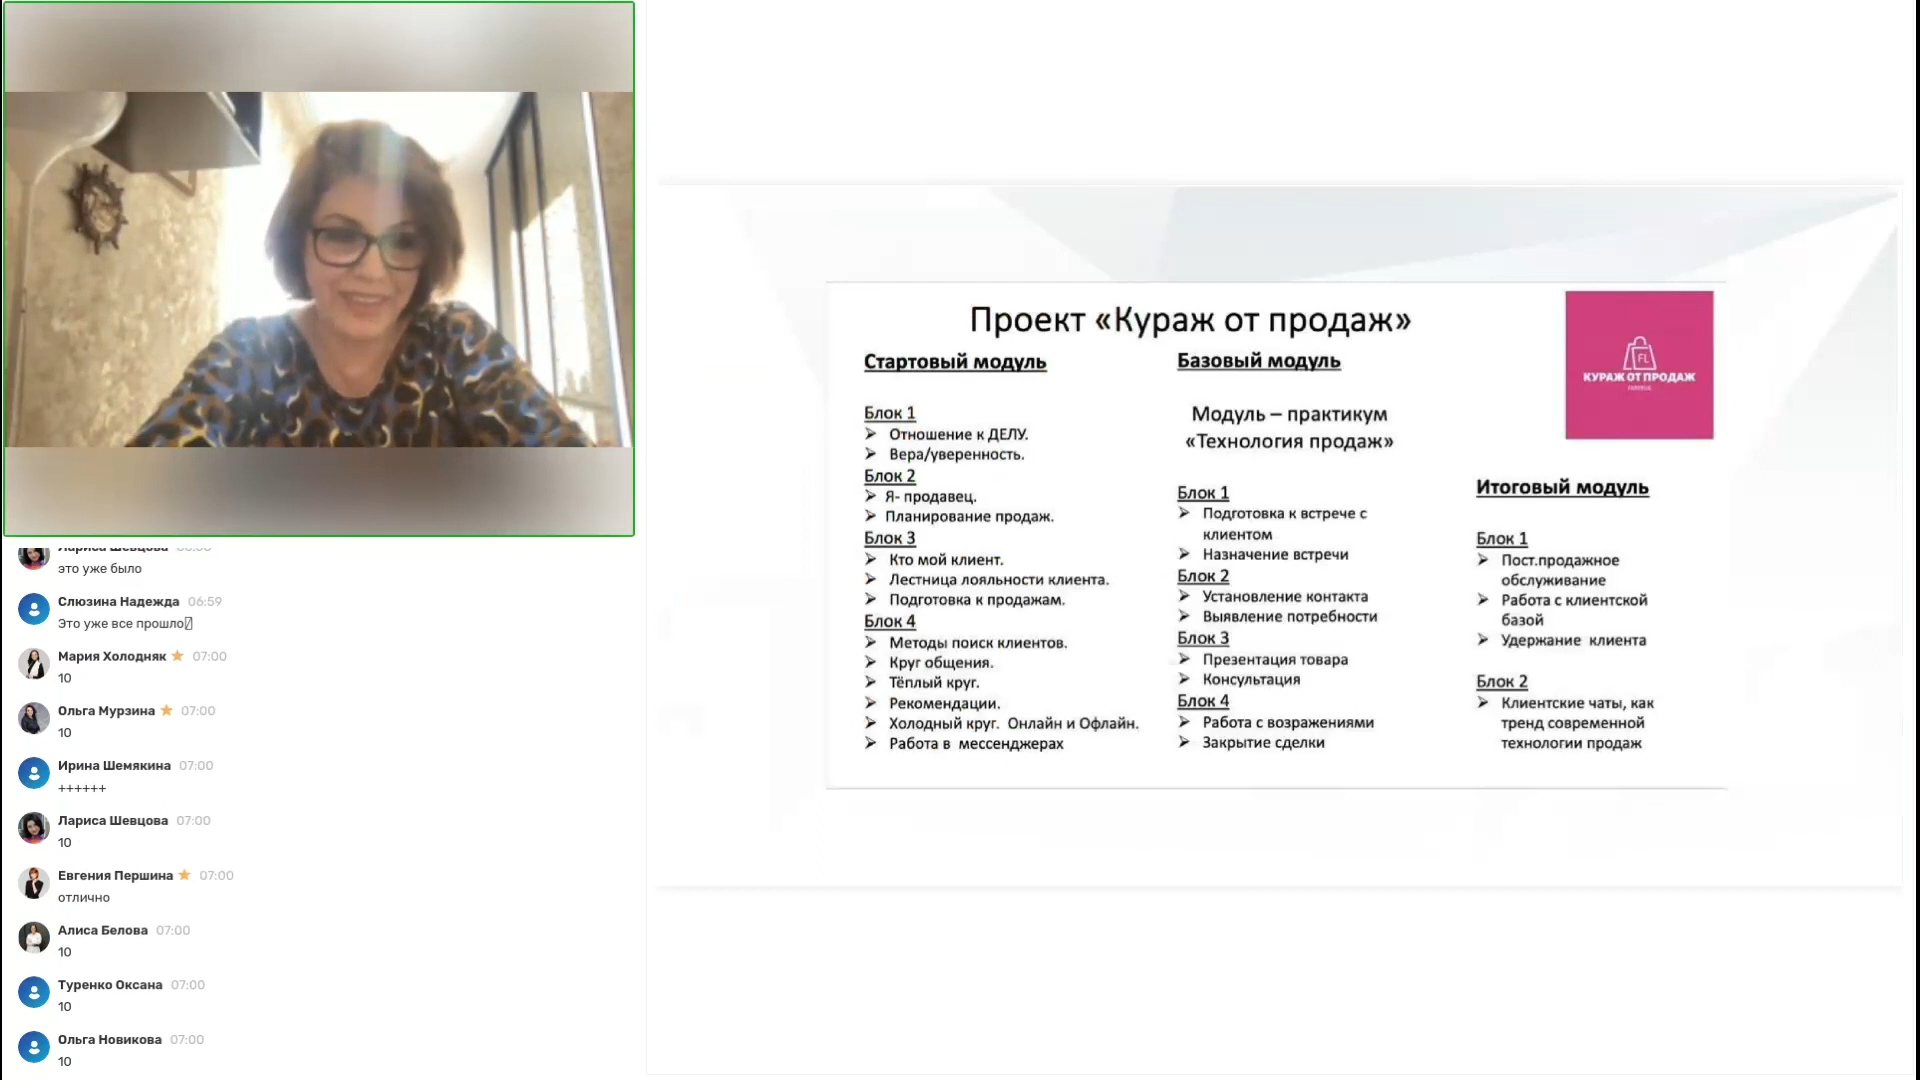 Лариса Шевцова
это уже было
Слюзина Надежда 06:59
Это уже все прошло
Мария Холодняк 07:00
10
Ольга Мурзина 07:00
10
Ирина Шемякина 07:00
++++++
Лариса Шевцова 07:00
10
Евгения Першина 07:00
отлично
Алиса Белова 07:00
10
Туренко Оксана 07:00
10
Ольга Новикова 07:00
10
Проект «Кураж от продаж»
Стартовый модуль
Блок 1
Отношение к ДЕЛУ.
Вера/уверенность.
Блок 2
Я- продавец.
Планирование продаж.
Блок 3
Кто мой клиент.
Лестница лояльности клиента.
Подготовка к продажам.
Блок 4
Методы поиск клиентов.
Круг общения.
Тёплый круг.
Рекомендации.
Холодный круг. Онлайн и Офлайн.
Работа в мессенджерах
Базовый модуль
Модуль – практикум
«Технология продаж»
Блок 1
Подготовка к встрече с
клиентом
Назначение встречи
Блок 2
Установление контакта
Выявление потребности
Блок 3
Презентация товара
Консультация
Блок 4
Работа с возражениями
Закрытие сделки
FL
КУРАЖ ОТ ПРОДАЖ
Итоговый модуль
Блок 1
Пост.продажное
обслуживание
Работа с клиентской
базой
Удержание клиента
Блок 2
Клиентские чаты, как
тренд современной
технологии продаж